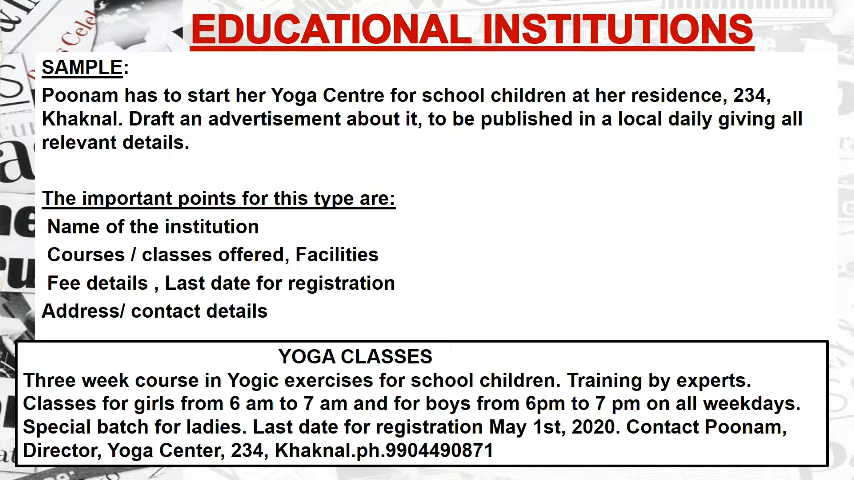 EDUCATIONAL INSTITUTIONS
SAMPLE:
Poonam has to start her Yoga Centre for school children at her residence, 234,
Khaknal. Draft an advertisement about it, to be published in a local daily giving all
relevant details.
The important points for this type are:
Name of the institution
Courses / classes offered, Facilities
Fee details , Last date for registration
Address/ contact details
YOGA CLASSES
Three week course in Yogic exercises for school children. Training by experts.
Classes for girls from 6 am to 7 am and for boys from 6pm to 7 pm on all weekdays.
Special batch for ladies. Last date for registration May 1st, 2020. Contact Poonam,
Director, Yoga Center, 234, Khaknal.ph.9904490871